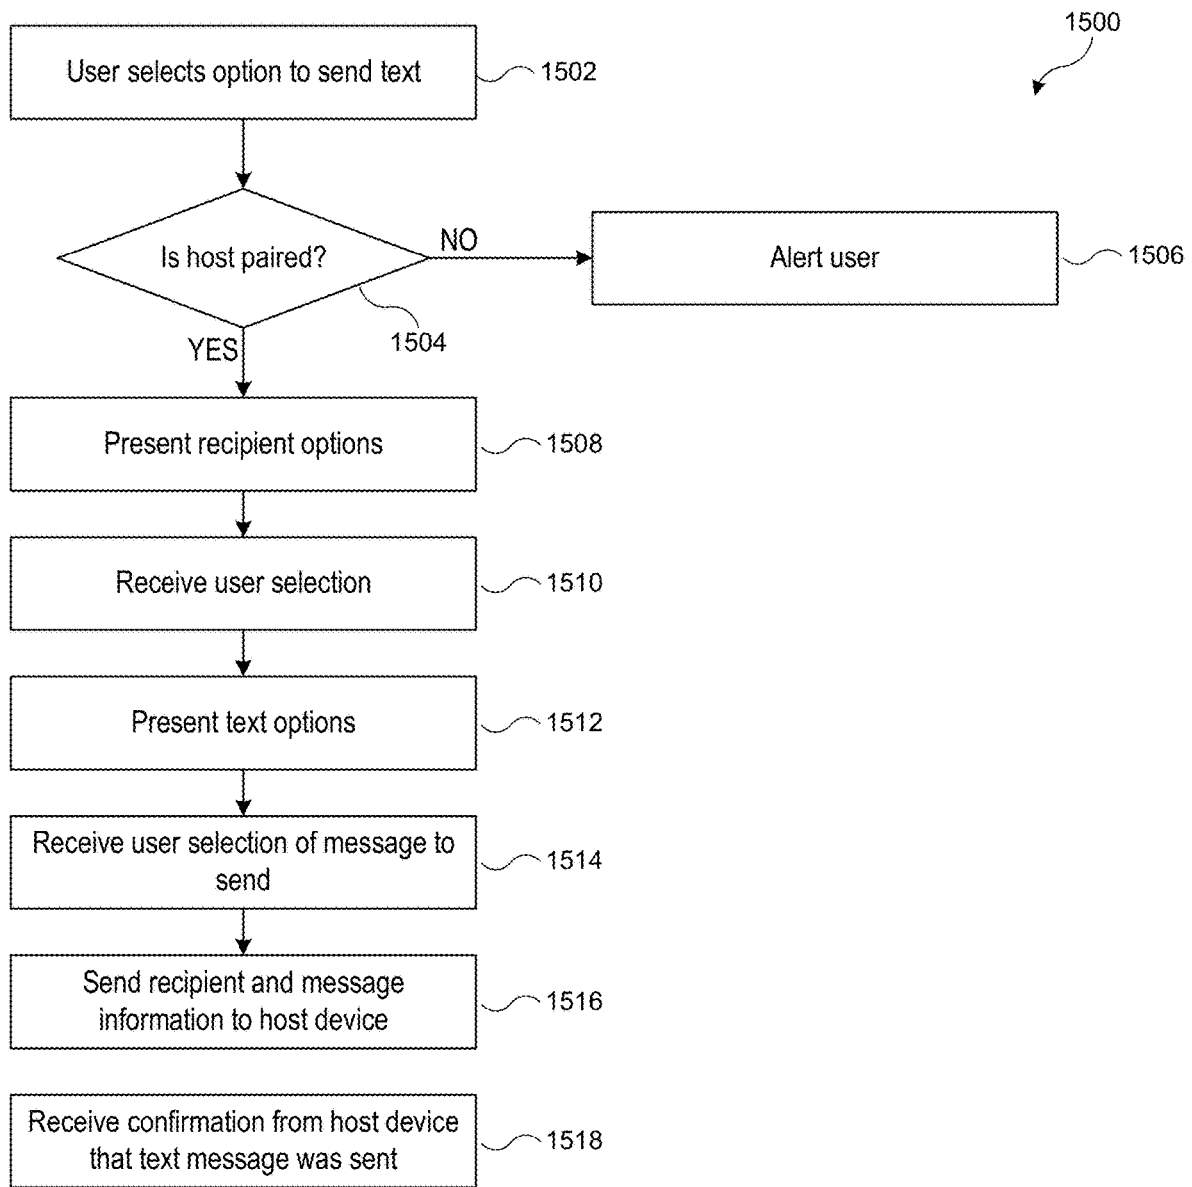 1500
User selects option to send text
1502
Is host paired?
NO
Alert user
1506
1504
YES
Present recipient options
1508
Receive user selection
1510
Present text options
1512
Receive user selection of message to
send
1514
Send recipient and message
information to host device
1516
Receive confirmation from host device
that text message was sent
1518